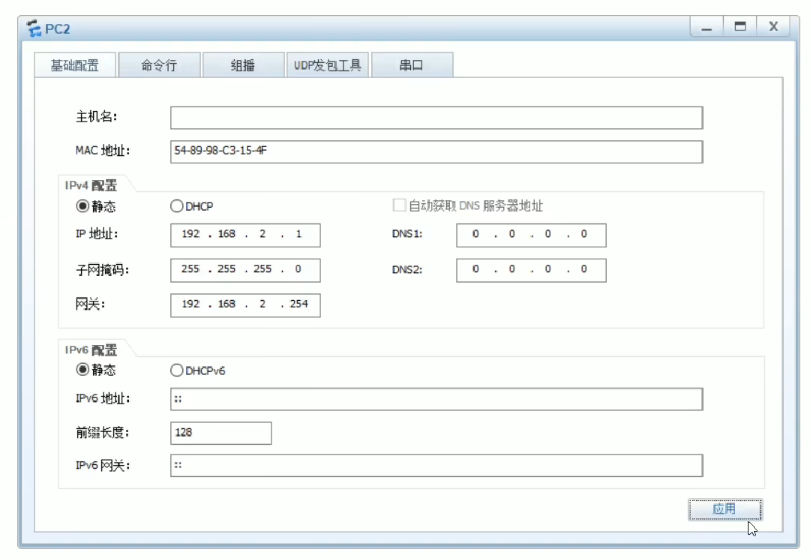 PC2
基础配置 命令行 组播 UDP发包工具 串口
主机名:
MAC 地址: 54-89-98-C3-15-4F
IPv4 配置
静态 DHCP 自动获取 DNS 服务器地址
IP 地址: 192 . 168 . 2 . 1 DNS1: 0 . 0 . 0 . 0
子网掩码: 255 . 255 . 255 . 0 DNS2: 0 . 0 . 0 . 0
网关: 192 . 168 . 2 . 254
IPv6 配置
静态 DHCPv6
IPv6 地址: ::
前缀长度: 128
IPv6 网关: ::
应用